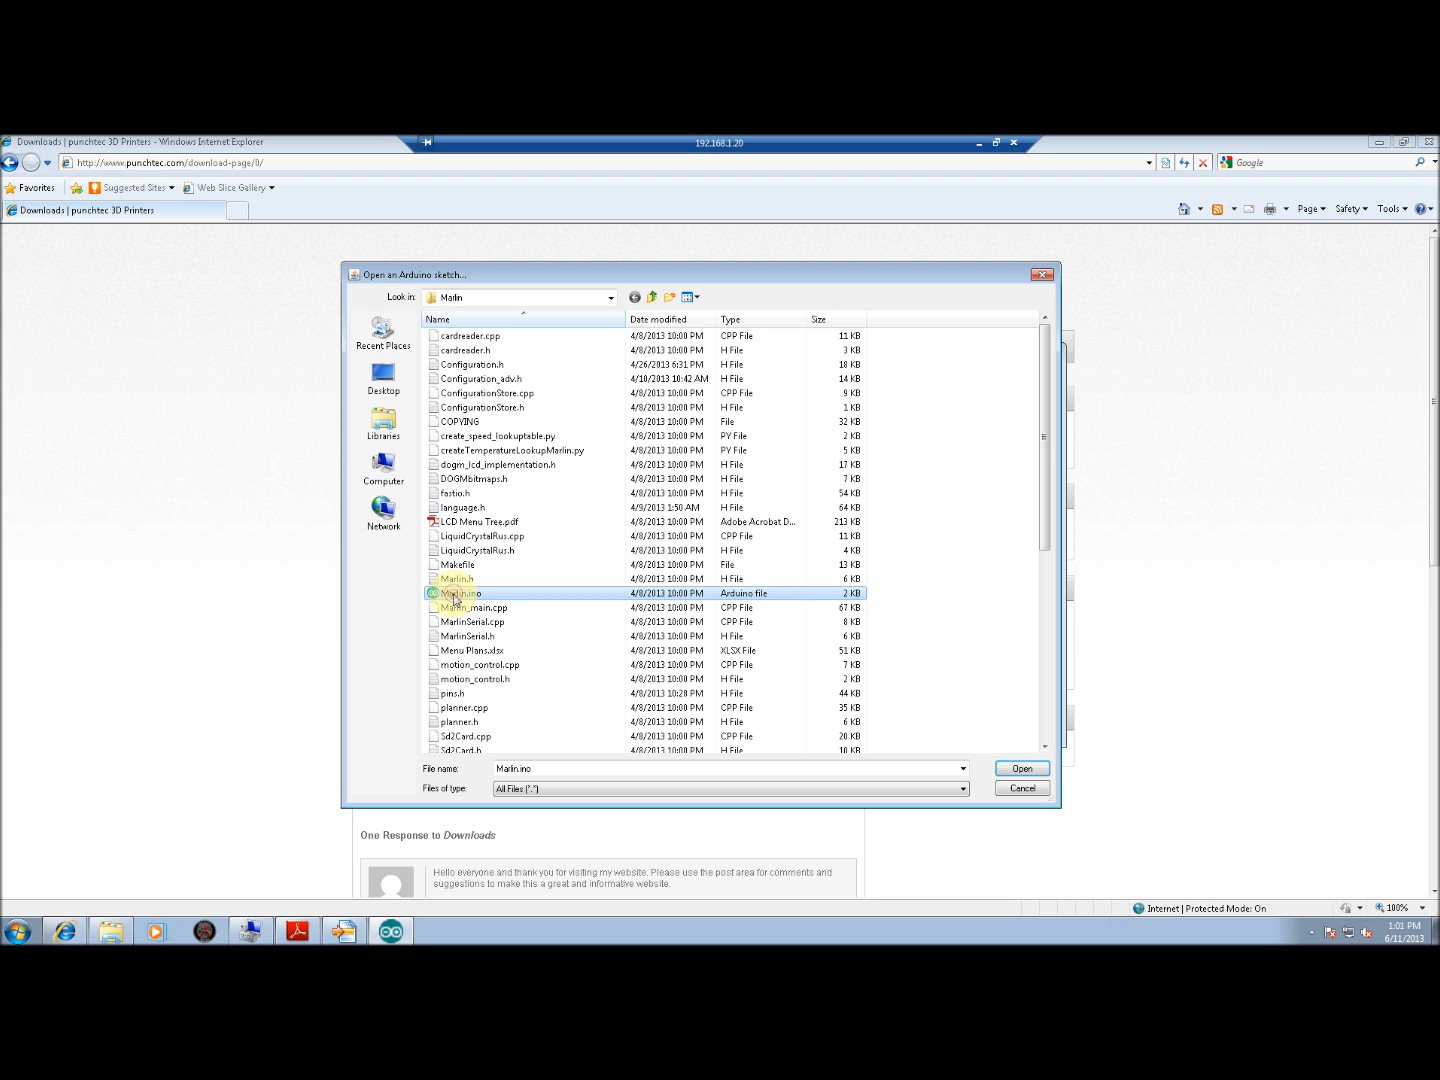 Downloads | punchtec 3D Printers - Windows Internet Explorer
192.168.1.20
http://www.punchtec.com/download-page/0/
Google
Favorites Suggested Sites Web Slice Gallery
Downloads | punchtec 3D Printers
Page Safety Tools
Open an Arduino sketch...
Look in: Marlin
Name Date modified Type Size
cardreader.cpp 4/8/2013 10:00 PM CPP File 11 KB
cardreader.h 4/8/2013 10:00 PM H File 3 KB
Configuration.h 4/26/2013 6:31 PM H File 18 KB
Configuration_adv.h 4/10/2013 10:42 AM H File 14 KB
ConfigurationStore.cpp 4/8/2013 10:00 PM CPP File 9 KB
ConfigurationStore.h 4/8/2013 10:00 PM H File 1 KB
COPYING 4/8/2013 10:00 PM File 32 KB
create_speed_lookuptable.py 4/8/2013 10:00 PM PY File 2 KB
createTemperatureLookupMarlin.py 4/8/2013 10:00 PM PY File 5 KB
dogm_lcd_implementation.h 4/8/2013 10:00 PM H File 17 KB
DOGMbitmaps.h 4/8/2013 10:00 PM H File 7 KB
fastio.h 4/8/2013 10:00 PM H File 54 KB
language.h 4/9/2013 1:50 AM H File 64 KB
LCD Menu Tree.pdf 4/8/2013 10:00 PM Adobe Acrobat D... 213 KB
LiquidCrystalRus.cpp 4/8/2013 10:00 PM CPP File 11 KB
LiquidCrystalRus.h 4/8/2013 10:00 PM H File 4 KB
Makefile 4/8/2013 10:00 PM File 13 KB
Marlin.h 4/8/2013 10:00 PM H File 6 KB
Marlin.ino 4/8/2013 10:00 PM Arduino file 2 KB
Marlin_main.cpp 4/8/2013 10:00 PM CPP File 67 KB
MarlinSerial.cpp 4/8/2013 10:00 PM CPP File 8 KB
MarlinSerial.h 4/8/2013 10:00 PM H File 6 KB
Menu Plans.xlsx 4/8/2013 10:00 PM XLSX File 51 KB
motion_control.cpp 4/8/2013 10:00 PM CPP File 7 KB
motion_control.h 4/8/2013 10:00 PM H File 2 KB
pins.h 4/8/2013 10:28 PM H File 44 KB
planner.cpp 4/8/2013 10:00 PM CPP File 35 KB
planner.h 4/8/2013 10:00 PM H File 6 KB
Sd2Card.cpp 4/8/2013 10:00 PM CPP File 20 KB
Sd2Card.h 4/8/2013 10:00 PM H File 10 KB
Recent Places
Desktop
Libraries
Computer
Network
File name: Marlin.ino Open
Files of type: All Files (*.*) Cancel
One Response to Downloads
Hello everyone and thank you for visiting my website. Please use the post area for comments and
suggestions to make this a great and informative website.
Internet | Protected Mode: On 100%
1:01 PM
6/11/2013